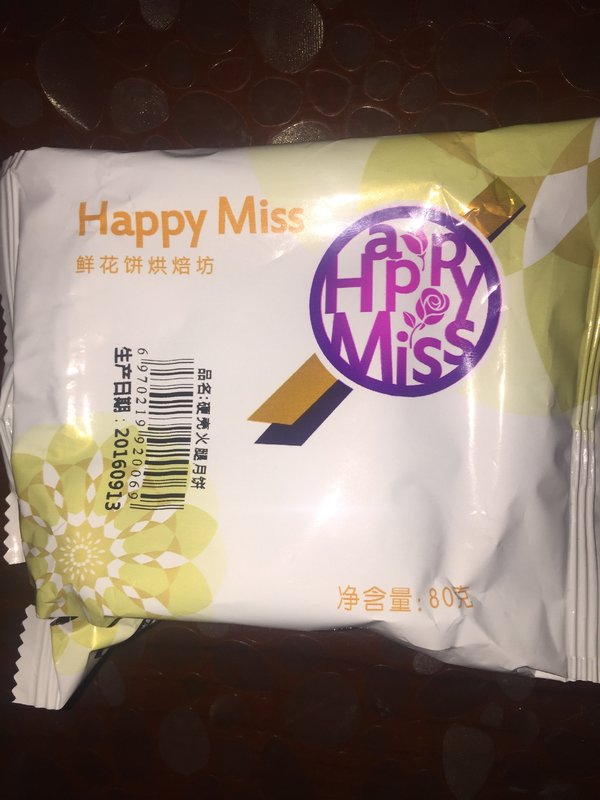 Happy Miss
鲜花饼烘焙坊
Happy
Miss
品名:硬壳火腿月饼
6970219920069
生产日期:20160913
净含量:80克